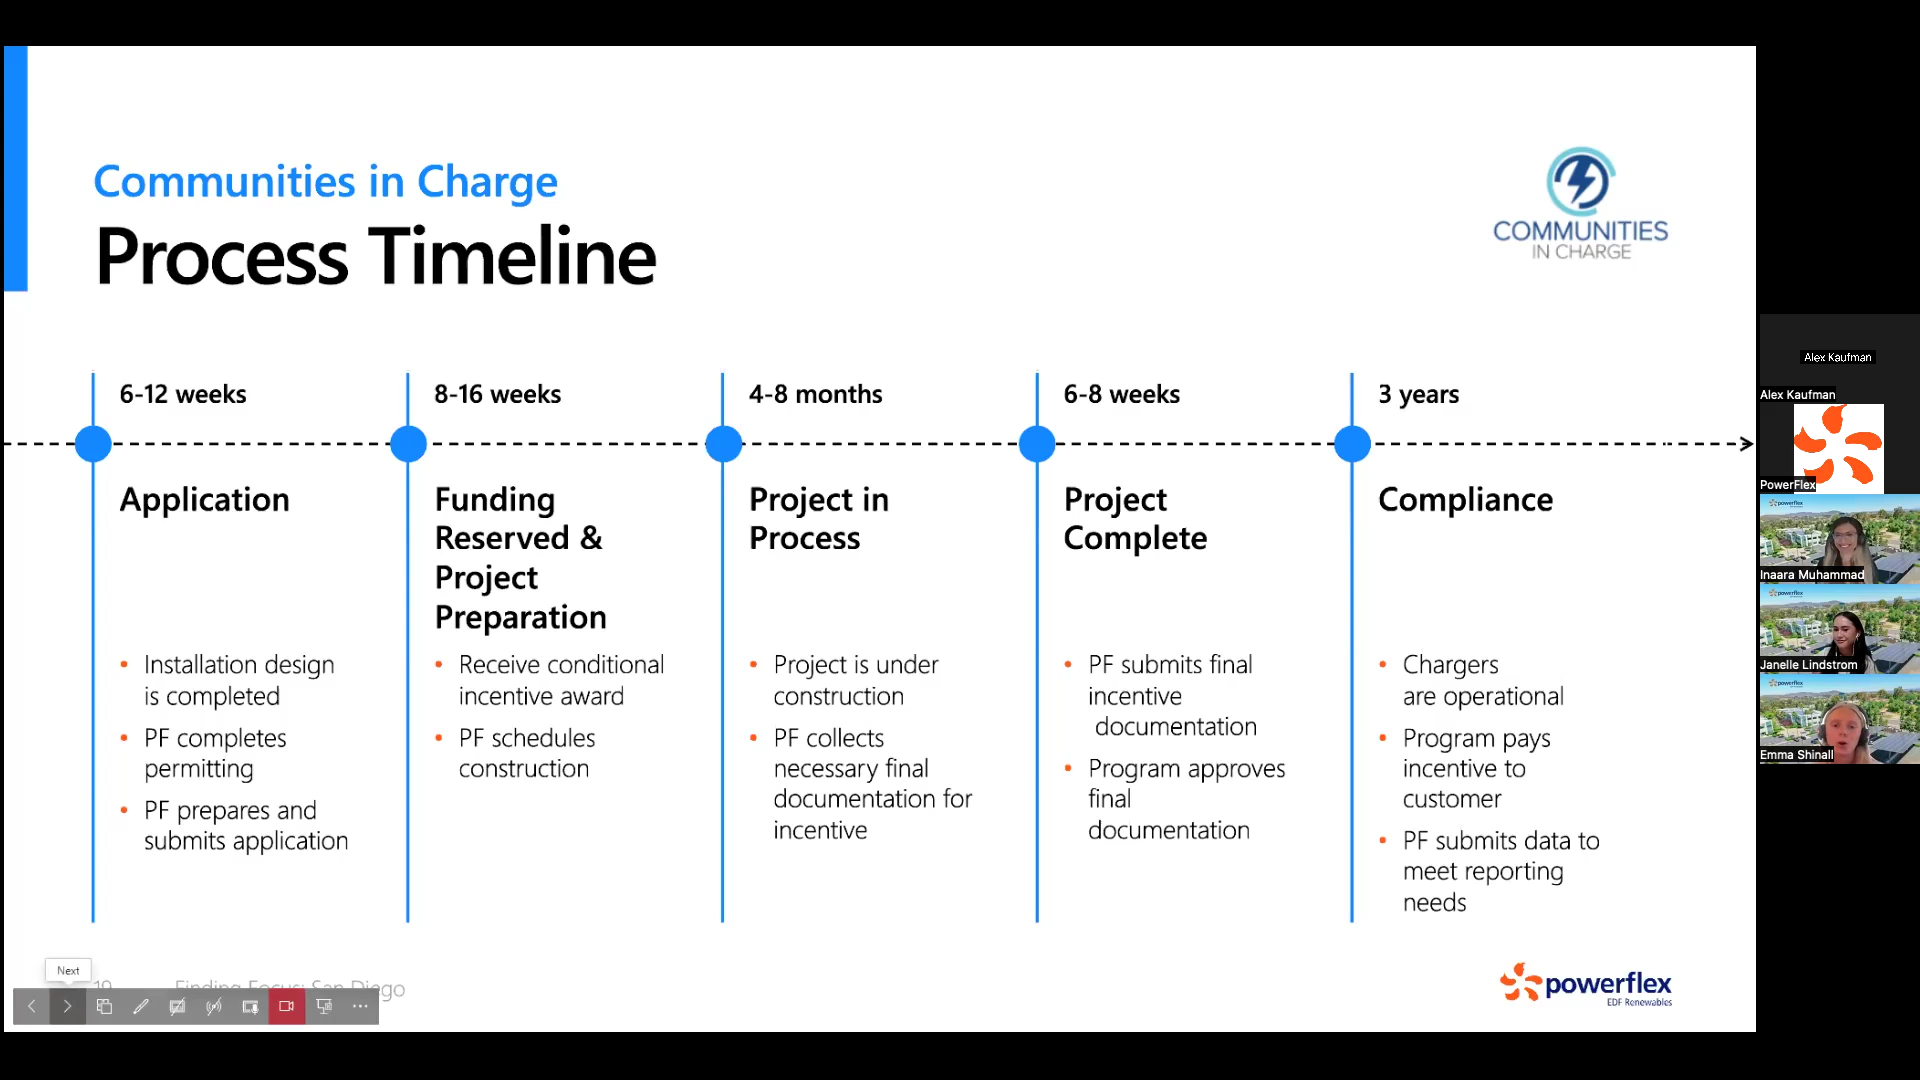 Communities in Charge
Process Timeline
COMMUNITIES
IN CHARGE
6-12 weeks
Application
• Installation design
is completed
• PF completes
permitting
• PF prepares and
submits application
8-16 weeks
Funding
Reserved &
Project
Preparation
• Receive conditional
incentive award
• PF schedules
construction
4-8 months
Project in
Process
• Project is under
construction
• PF collects
necessary final
documentation for
incentive
6-8 weeks
Project
Complete
• PF submits final
incentive
documentation
• Program approves
final
documentation
3 years
Compliance
• Chargers
are operational
• Program pays
incentive to
customer
• PF submits data to
meet reporting
needs
Next
19
Finding Focus: San Diego
powerflex
EDF Renewables
Alex Kaufman
Alex Kaufman
PowerFlex
powerflex
Inaara Muhammad
powerflex
Janelle Lindstrom
powerflex
Emma Shinall